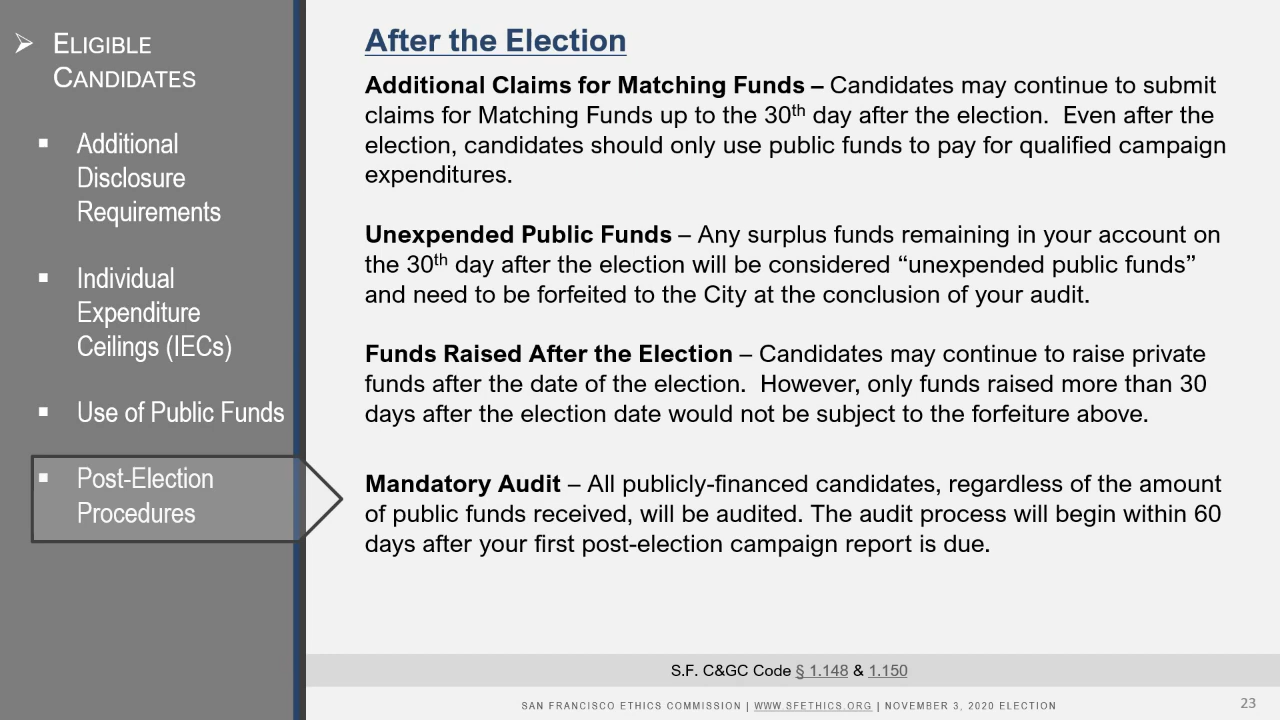 ➢ ELIGIBLE
CANDIDATES
▪ Additional
Disclosure
Requirements
▪ Individual
Expenditure
Ceilings (IECs)
▪ Use of Public Funds
▪ Post-Election
Procedures
After the Election
Additional Claims for Matching Funds – Candidates may continue to submit
claims for Matching Funds up to the 30th day after the election.  Even after the
election, candidates should only use public funds to pay for qualified campaign
expenditures.
Unexpended Public Funds – Any surplus funds remaining in your account on
the 30th day after the election will be considered “unexpended public funds”
and need to be forfeited to the City at the conclusion of your audit.
Funds Raised After the Election – Candidates may continue to raise private
funds after the date of the election.  However, only funds raised more than 30
days after the election date would not be subject to the forfeiture above.
Mandatory Audit – All publicly-financed candidates, regardless of the amount
of public funds received, will be audited. The audit process will begin within 60
days after your first post-election campaign report is due.
S.F. C&GC Code § 1.148 & 1.150
SAN FRANCISCO ETHICS COMMISSION | WWW.SFETHICS.ORG | NOVEMBER 3, 2020 ELECTION
23